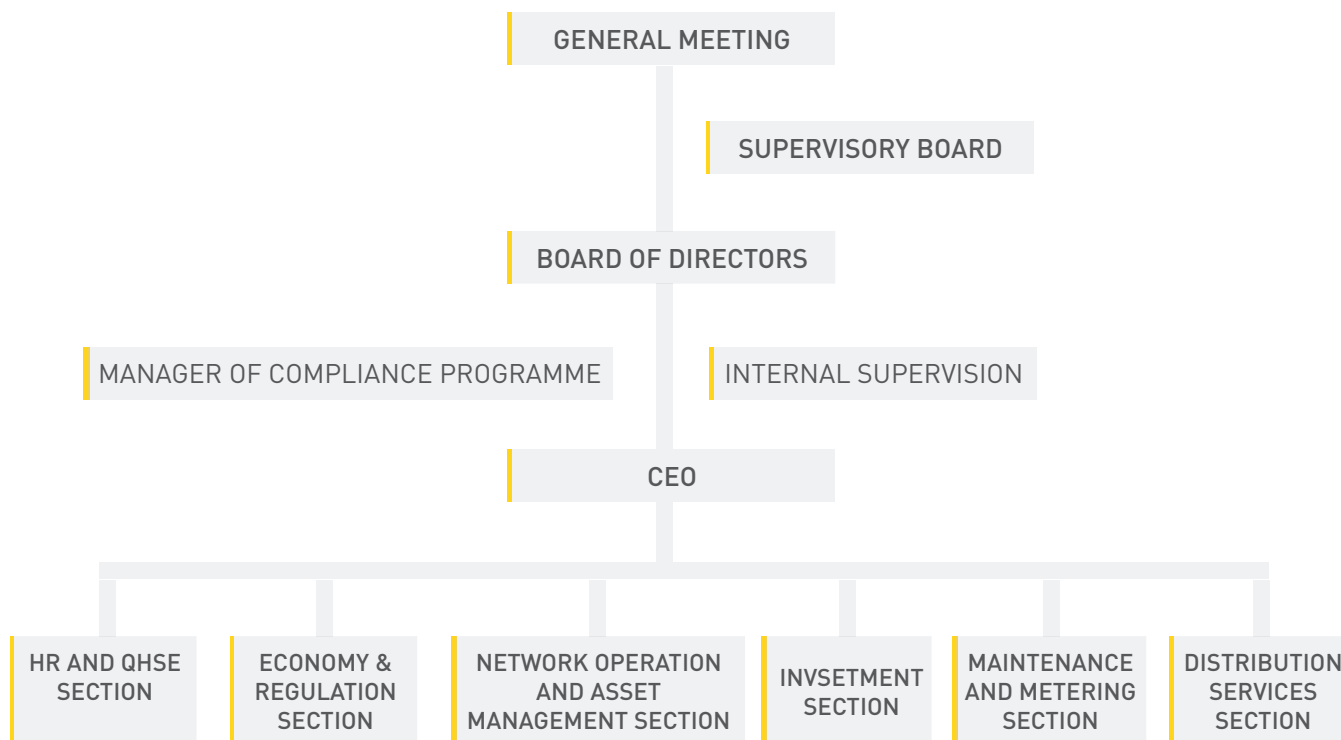 GENERAL MEETING
SUPERVISORY BOARD
BOARD OF DIRECTORS
MANAGER OF COMPLIANCE PROGRAMME
INTERNAL SUPERVISION
CEO
HR AND QHSE
SECTION
ECONOMY &
REGULATION
SECTION
NETWORK OPERATION
AND ASSET
MANAGEMENT SECTION
INVSETMENT
SECTION
MAINTENANCE
AND METERING
SECTION
DISTRIBUTION
SERVICES
SECTION